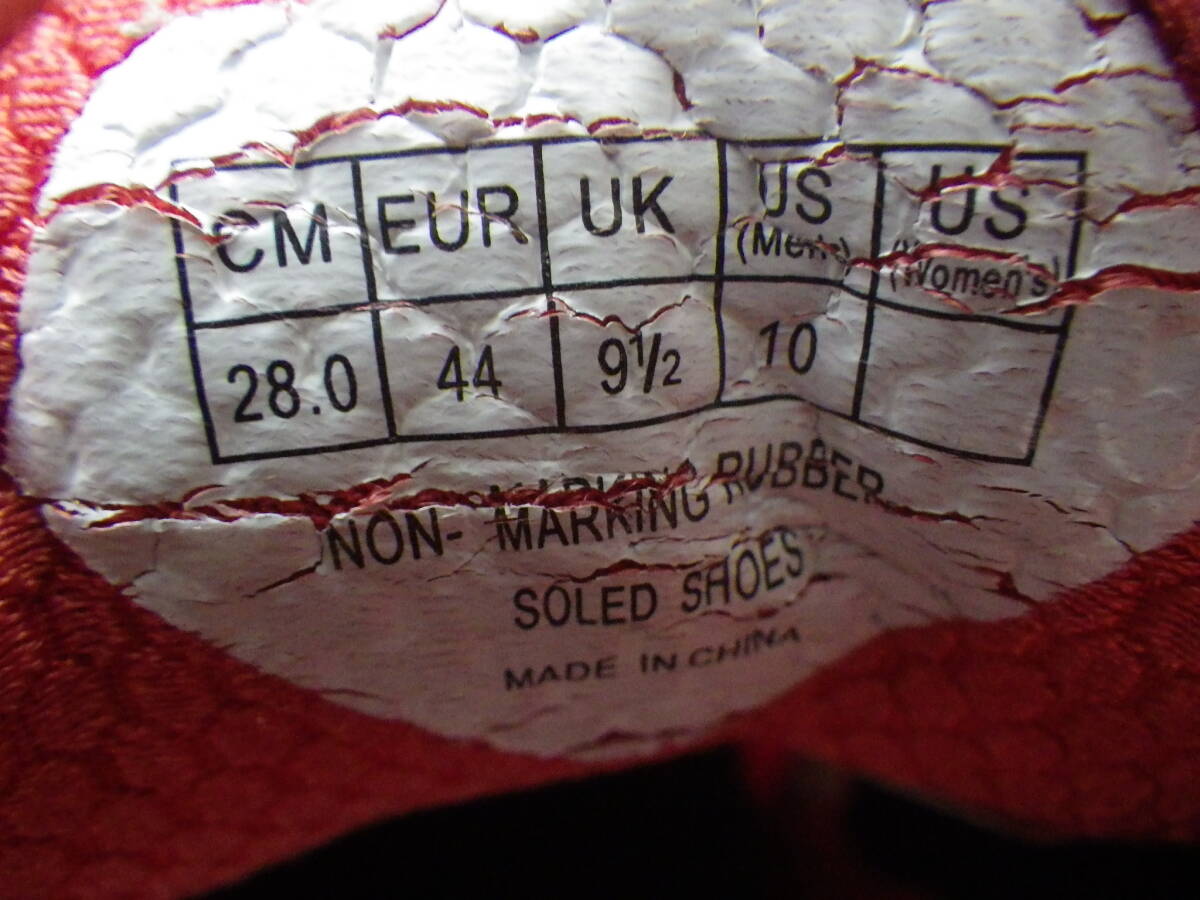 CM EUR UK US US
(Men's) (Women's)
28.0 44 9½ 10
NON- MARKING RUBBER
SOLED SHOES
MADE IN CHINA